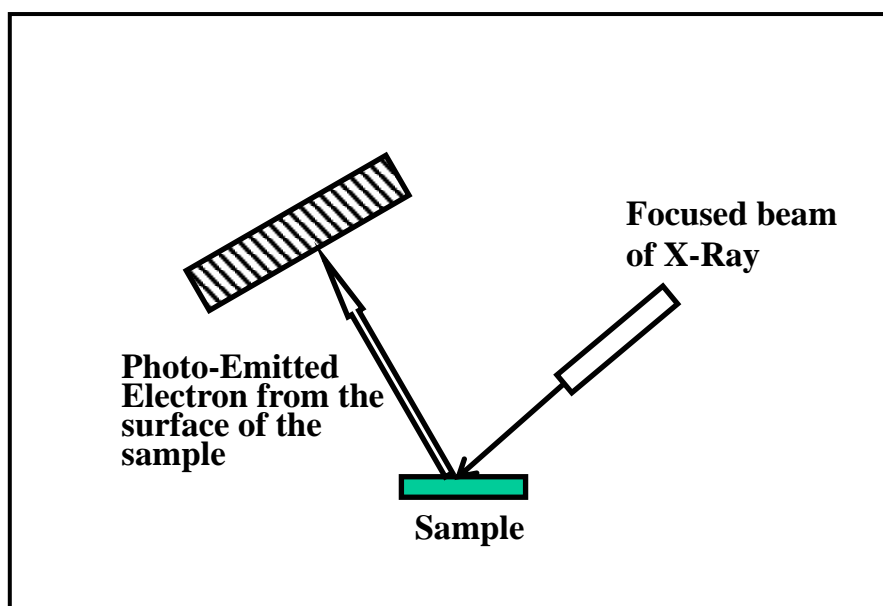 Focused beam
of X-Ray
Photo-Emitted
Electron from the
surface of the
sample
Sample